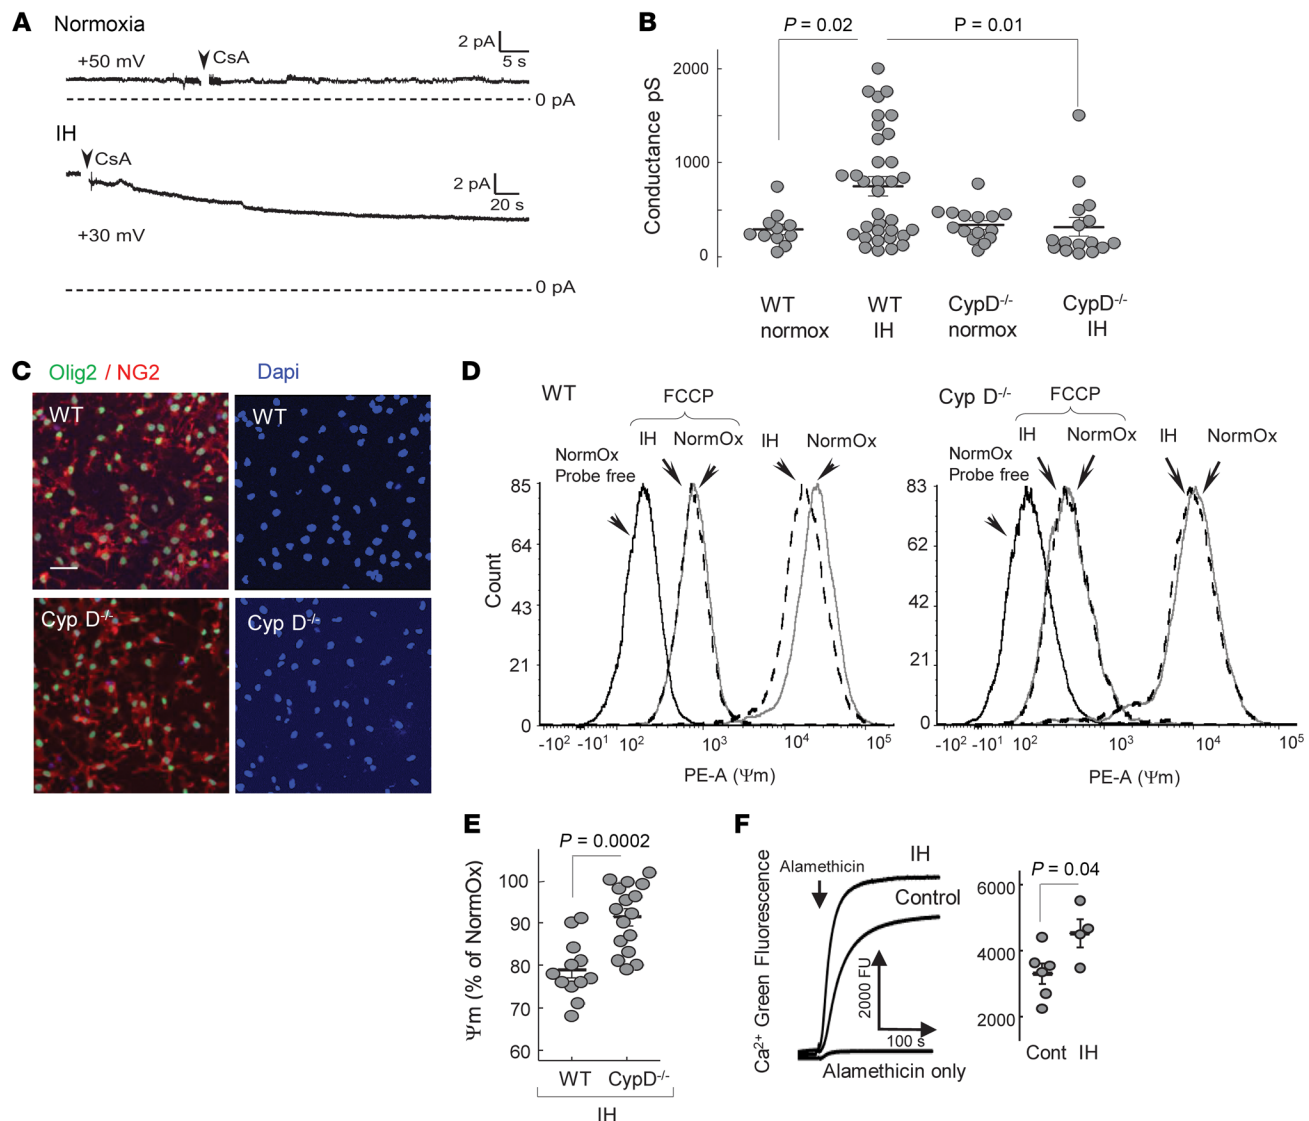 A
Normoxia
+50 mV
CsA
2 pA
5 s
0 pA
IH
CsA
2 pA
20 s
+30 mV
0 pA
B
P = 0.02
P = 0.01
Conductance pS
2000
1000
0
WT
normox
WT
IH
CypD-/-
normox
CypD-/-
IH
C
Olig2 / NG2
Dapi
WT
WT
Cyp D-/-
Cyp D-/-
D
WT
FCCP
IH
NormOx
IH
NormOx
NormOx
Probe free
Count
85
64
43
21
0
-10² -10¹ 10² 10³ 10⁴ 10⁵
PE-A (Ψm)
Cyp D-/-
FCCP
IH
NormOx
IH
NormOx
NormOx
Probe free
83
62
42
21
0
-10² -10¹ 10² 10³ 10⁴ 10⁵
PE-A (Ψm)
E
P = 0.0002
Ψm (% of NormOx)
100
90
80
70
60
WT
CypD-/-
IH
F
Ca²⁺ Green Fluorescence
Alamethicin
IH
Control
2000 FU
100 s
Alamethicin only
P = 0.04
6000
4000
2000
Cont IH